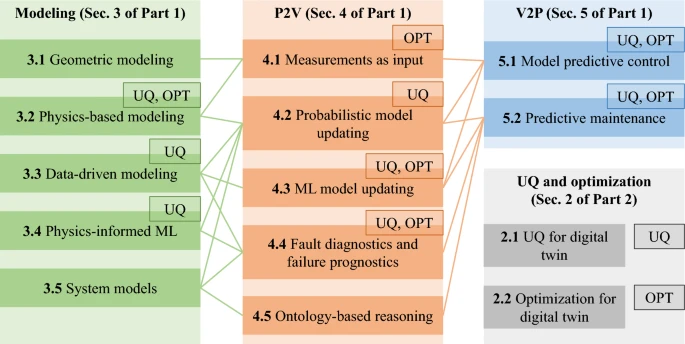 Modeling (Sec. 3 of Part 1)
3.1 Geometric modeling
UQ, OPT
3.2 Physics-based modeling
UQ
3.3 Data-driven modeling
UQ
3.4 Physics-informed ML
3.5 System models
P2V (Sec. 4 of Part 1)
OPT
4.1 Measurements as input
UQ
4.2 Probabilistic model
updating
UQ, OPT
4.3 ML model updating
UQ, OPT
4.4 Fault diagnostics and
failure prognostics
4.5 Ontology-based reasoning
V2P (Sec. 5 of Part 1)
UQ, OPT
5.1 Model predictive control
UQ, OPT
5.2 Predictive maintenance
UQ and optimization
(Sec. 2 of Part 2)
2.1 UQ for digital
twin
UQ
2.2 Optimization for
digital twin
OPT